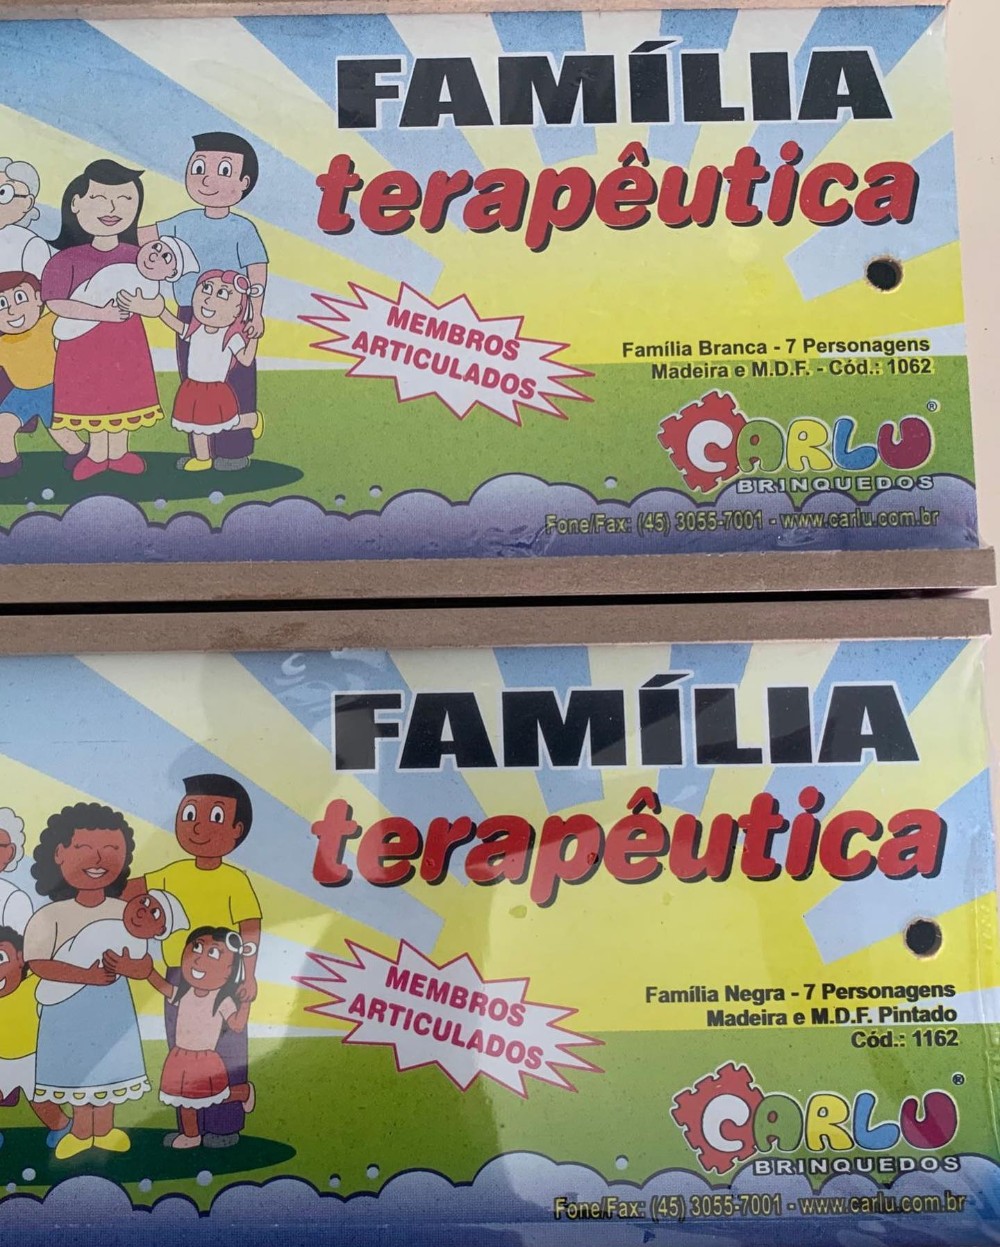 FAMÍLIA
terapêutica
MEMBROS
ARTICULADOS
Família Branca - 7 Personagens
Madeira e M.D.F. - Cód.: 1062
CARLU®
BRINQUEDOS
Fone/Fax: (45) 3055-7001 - www.carlu.com.br
FAMÍLIA
terapêutica
MEMBROS
ARTICULADOS
Família Negra - 7 Personagens
Madeira e M.D.F. Pintado
Cód.: 1162
CARLU®
BRINQUEDOS
Fone/Fax: (45) 3055-7001 - www.carlu.com.br